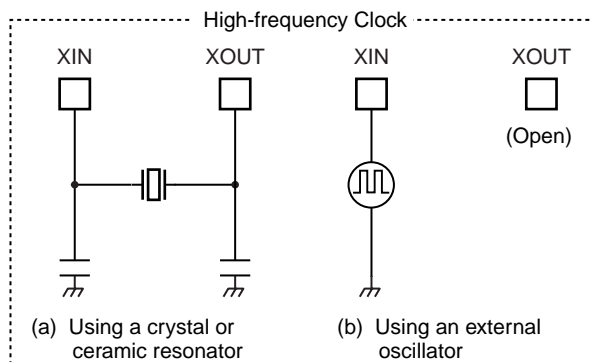 High-frequency Clock
XIN
XOUT
XIN
XOUT
(Open)
(a) Using a crystal or
ceramic resonator
(b) Using an external
oscillator